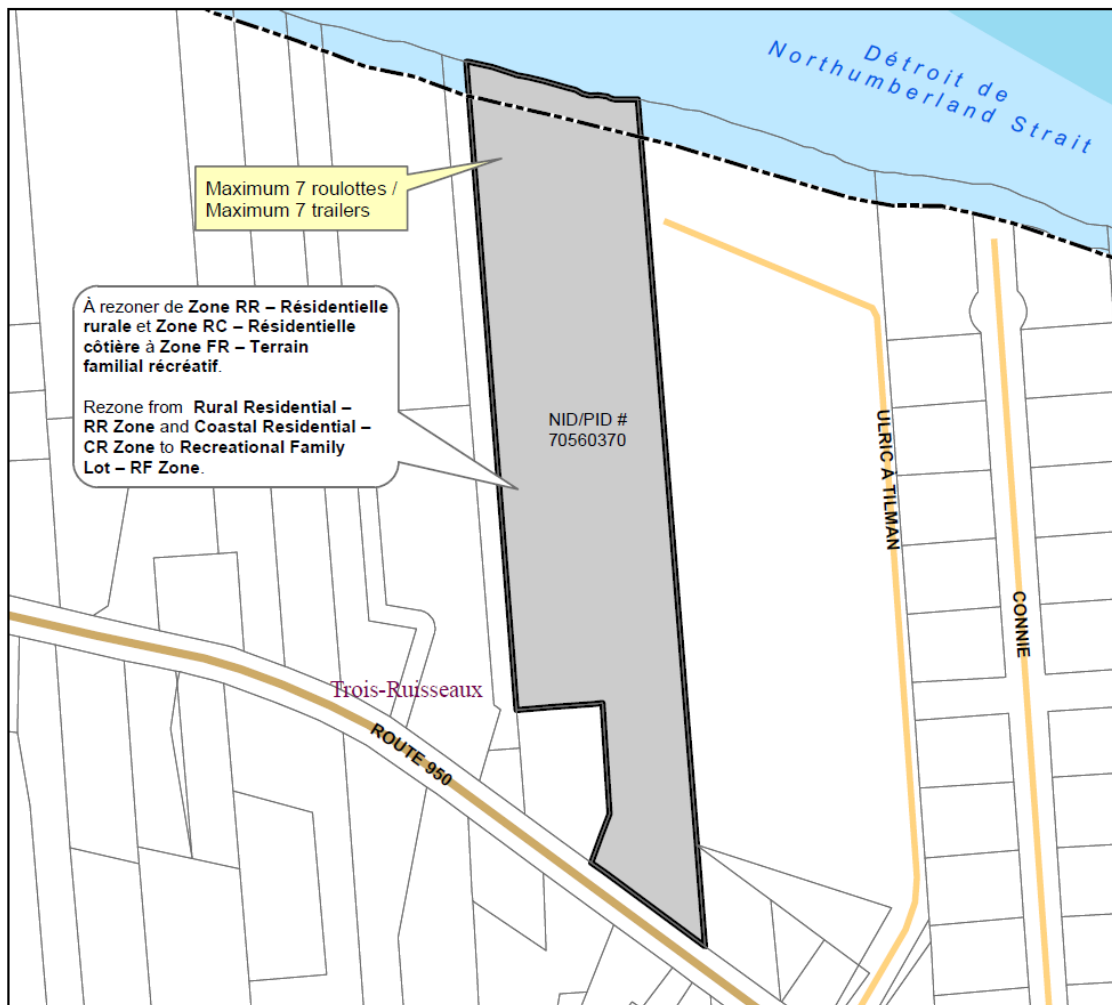 Détroit de
Northumberland Strait
Maximum 7 roulottes /
Maximum 7 trailers
À rezoner de Zone RR – Résidentielle
rurale et Zone RC – Résidentielle
côtière à Zone FR – Terrain
familial récréatif.
Rezone from Rural Residential –
RR Zone and Coastal Residential –
CR Zone to Recreational Family
Lot – RF Zone.
NID/PID #
70560370
ULRIC À TILMAN
CONNIE
Trois-Ruisseaux
ROUTE 950